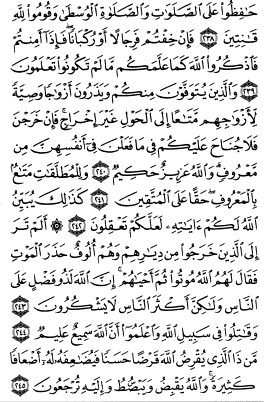 حَٰفِظُوا۟ عَلَى ٱلصَّلَوَٰتِ وَٱلصَّلَوٰةِ ٱلْوُسْطَىٰ وَقُومُوا۟ لِلَّهِ
قَٰنِتِينَ ٢٣٨ فَإِنْ خِفْتُمْ فَرِجَالًا أَوْ رُكْبَانًا ۖ فَإِذَآ أَمِنتُمْ
فَٱذْكُرُوا۟ ٱللَّهَ كَمَا عَلَّمَكُم مَّا لَمْ تَكُونُوا۟ تَعْلَمُونَ
٢٣٩ وَٱلَّذِينَ يُتَوَفَّوْنَ مِنكُمْ وَيَذَرُونَ أَزْوَٰجًا وَصِيَّةً
لِّأَزْوَٰجِهِم مَّتَٰعًا إِلَى ٱلْحَوْلِ غَيْرَ إِخْرَاجٍ ۚ فَإِنْ خَرَجْنَ
فَلَا جُنَاحَ عَلَيْكُمْ فِى مَا فَعَلْنَ فِىٓ أَنفُسِهِنَّ مِن
مَّعْرُوفٍ ۗ وَٱللَّهُ عَزِيزٌ حَكِيمٌ ٢٤٠ وَلِلْمُطَلَّقَٰتِ مَتَٰعٌۢ
بِٱلْمَعْرُوفِ ۖ حَقًّا عَلَى ٱلْمُتَّقِينَ ٢٤١ كَذَٰلِكَ يُبَيِّنُ
ٱللَّهُ لَكُمْ ءَايَٰتِهِۦ لَعَلَّكُمْ تَعْقِلُونَ ٢٤٢ ۞ أَلَمْ تَرَ
إِلَى ٱلَّذِينَ خَرَجُوا۟ مِن دِيَٰرِهِمْ وَهُمْ أُلُوفٌ حَذَرَ ٱلْمَوْتِ
فَقَالَ لَهُمُ ٱللَّهُ مُوتُوا۟ ثُمَّ أَحْيَٰهُمْ ۚ إِنَّ ٱللَّهَ لَذُو فَضْلٍ عَلَى
ٱلنَّاسِ وَلَٰكِنَّ أَكْثَرَ ٱلنَّاسِ لَا يَشْكُرُونَ ٢٤٣
وَقَٰتِلُوا۟ فِى سَبِيلِ ٱللَّهِ وَٱعْلَمُوٓا۟ أَنَّ ٱللَّهَ سَمِيعٌ عَلِيمٌ ٢٤٤
مَّن ذَا ٱلَّذِى يُقْرِضُ ٱللَّهَ قَرْضًا حَسَنًا فَيُضَٰعِفَهُۥ لَهُۥٓ أَضْعَافًا
كَثِيرَةً ۚ وَٱللَّهُ يَقْبِضُ وَيَبْصُۜطُ وَإِلَيْهِ تُرْجَعُونَ ٢٤٥